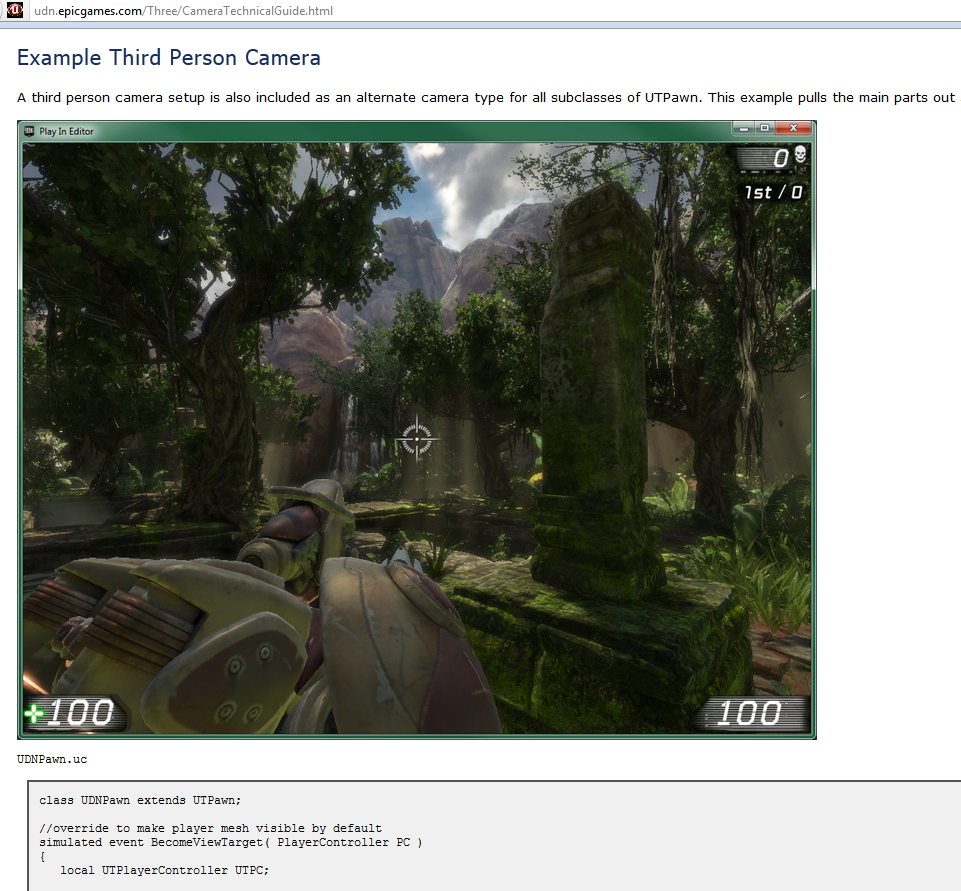 udn.epicgames.com/Three/CameraTechnicalGuide.html
Example Third Person Camera
A third person camera setup is also included as an alternate camera type for all subclasses of UTPawn. This example pulls the main parts out
Play In Editor
0
1st / 0
100
100
UDNPawn.uc
class UDNPawn extends UTPawn;
//override to make player mesh visible by default
simulated event BecomeViewTarget( PlayerController PC )
{
local UTPlayerController UTPC;